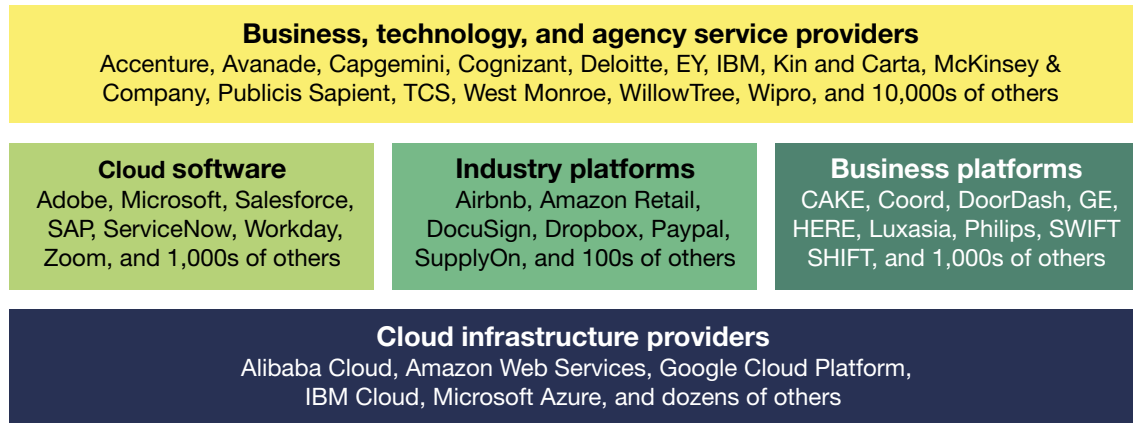 Business, technology, and agency service providers
Accenture, Avanade, Capgemini, Cognizant, Deloitte, EY, IBM, Kin and Carta, McKinsey &
Company, Publicis Sapient, TCS, West Monroe, WillowTree, Wipro, and 10,000s of others
Cloud software
Adobe, Microsoft, Salesforce,
SAP, ServiceNow, Workday,
Zoom, and 1,000s of others
Industry platforms
Airbnb, Amazon Retail,
DocuSign, Dropbox, Paypal,
SupplyOn, and 100s of others
Business platforms
CAKE, Coord, DoorDash, GE,
HERE, Luxasia, Philips, SWIFT
SHIFT, and 1,000s of others
Cloud infrastructure providers
Alibaba Cloud, Amazon Web Services, Google Cloud Platform,
IBM Cloud, Microsoft Azure, and dozens of others